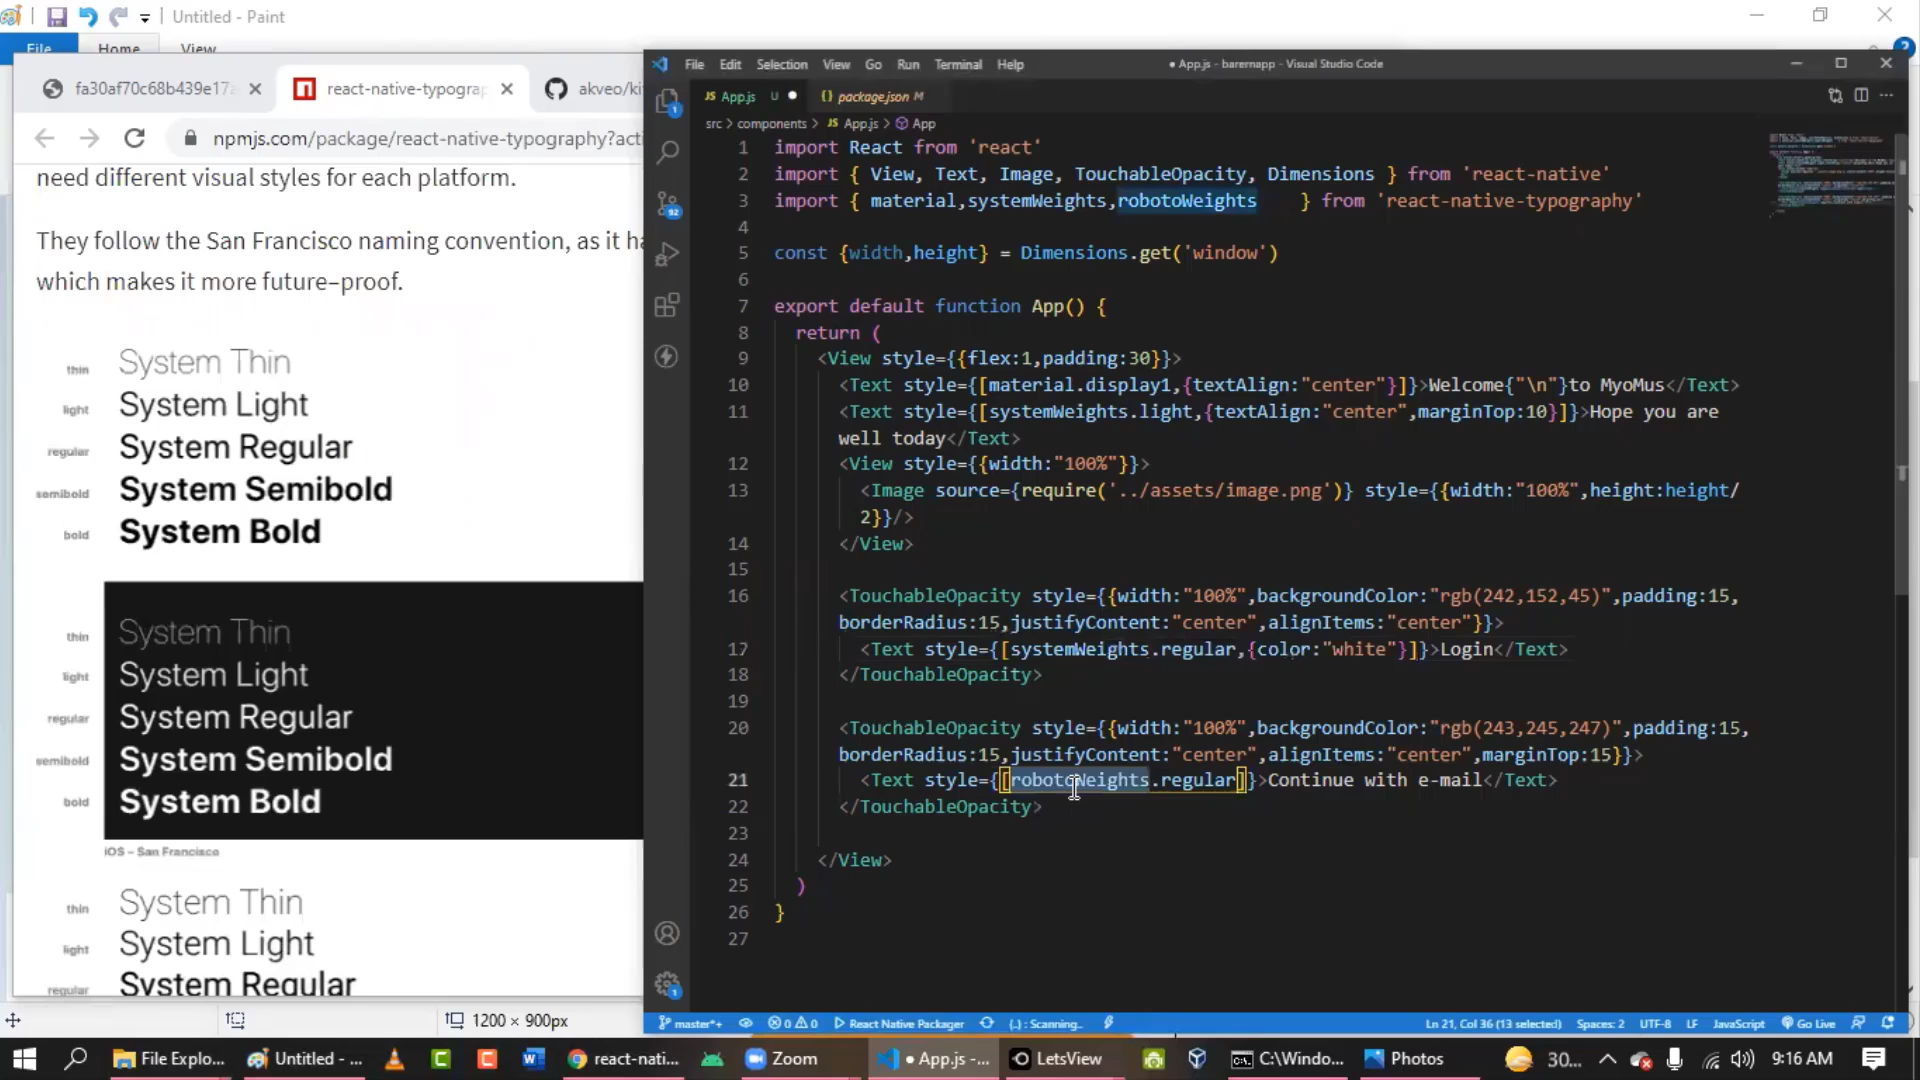 Untitled - Paint
File Home View
fa30af70c68b439e17a
react-native-typograp
akveo/ki
npmjs.com/package/react-native-typography?acti
need different visual styles for each platform.
They follow the San Francisco naming convention, as it ha
which makes it more future-proof.
thin System Thin
light System Light
regular System Regular
semibold System Semibold
bold System Bold
thin System Thin
light System Light
regular System Regular
semibold System Semibold
bold System Bold
iOS – San Francisco
thin System Thin
light System Light
regular System Regular
1200 × 900px
File Edit Selection View Go Run Terminal Help
● App.js - baremapp - Visual Studio Code
JS App.js U ● {} package.json M
src > components > JS App.js > App
1 import React from 'react'
2 import { View, Text, Image, TouchableOpacity, Dimensions } from 'react-native'
3 import { material,systemWeights,robotoWeights } from 'react-native-typography'
4
5 const {width,height} = Dimensions.get('window')
6
7 export default function App() {
8 return (
9 <View style={{flex:1,padding:30}}>
10 <Text style={[material.display1,{textAlign:"center"}]}>Welcome{"\n"}to MyoMus</Text>
11 <Text style={[systemWeights.light,{textAlign:"center",marginTop:10}]}>Hope you are
well today</Text>
12 <View style={{width:"100%"}}>
13 <Image source={require('../assets/image.png')} style={{width:"100%",height:height/
2}}/>
14 </View>
15
16 <TouchableOpacity style={{width:"100%",backgroundColor:"rgb(242,152,45)",padding:15,
borderRadius:15,justifyContent:"center",alignItems:"center"}}>
17 <Text style={[systemWeights.regular,{color:"white"}]}>Login</Text>
18 </TouchableOpacity>
19
20 <TouchableOpacity style={{width:"100%",backgroundColor:"rgb(243,245,247)",padding:15,
borderRadius:15,justifyContent:"center",alignItems:"center",marginTop:15}}>
21 <Text style={[robotoWeights.regular]}>Continue with e-mail</Text>
22 </TouchableOpacity>
23
24 </View>
25 )
26 }
27
master*+ 0 0 React Native Packager {..} : Scanning.. Ln 21, Col 36 (13 selected) Spaces: 2 UTF-8 LF JavaScript Go Live
File Explo... Untitled - ... react-nati... Zoom ● App.js -... LetsView C:\Windo... Photos 30... 9:16 AM